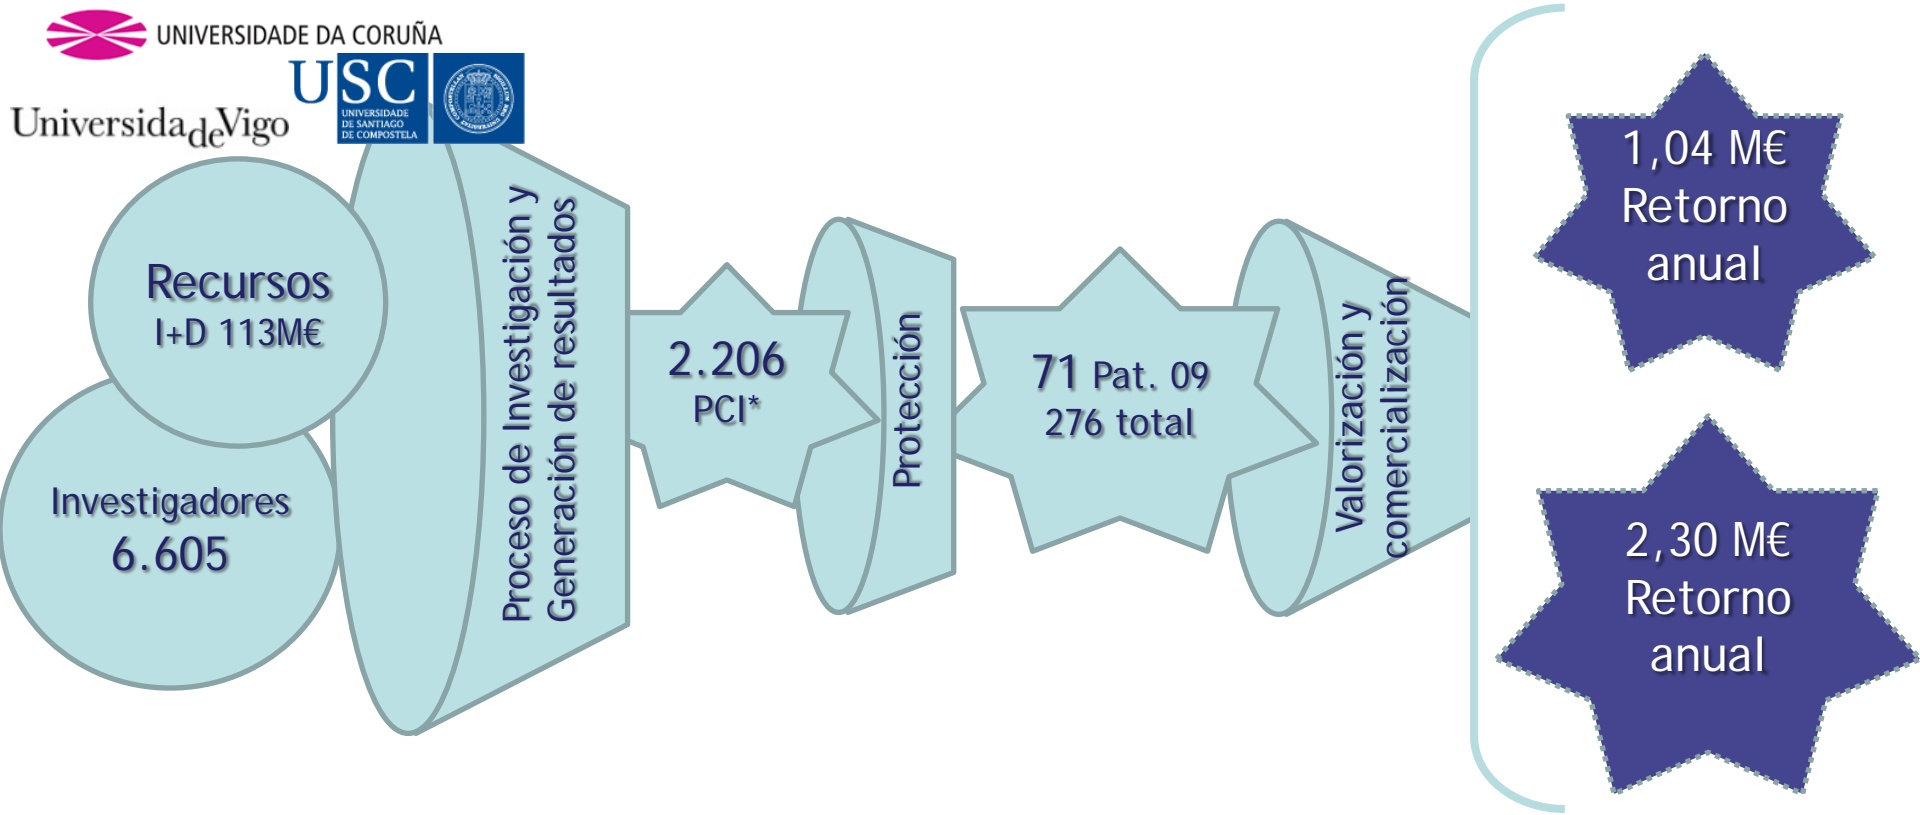 UNIVERSIDADE DA CORUÑA
USC
UNIVERSIDADE
DE SANTIAGO
DE COMPOSTELA
UniversidadeVigo
Recursos
I+D 113M€
Investigadores
6.605
Proceso de Investigación y
Generación de resultados
2.206
PCI*
Protección
71 Pat. 09
276 total
Valorización y
comercialización
1,04 M€
Retorno
anual
2,30 M€
Retorno
anual